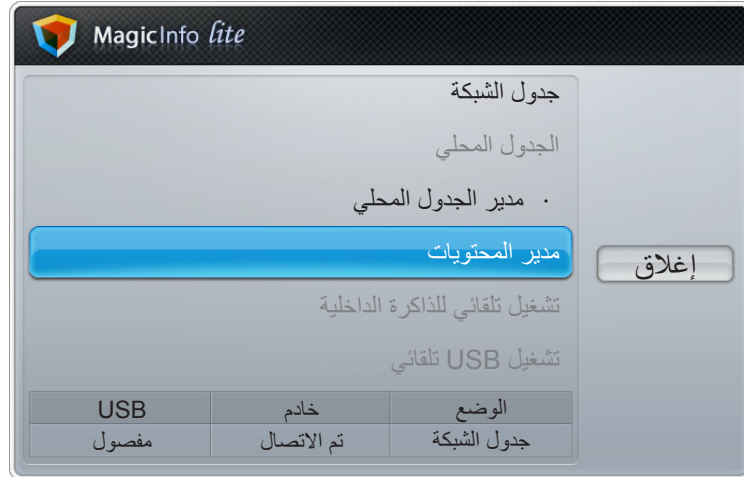 MagicInfo lite
جدول الشبكة
الجدول المحلي
· مدير الجدول المحلي
مدير المحتويات
تشغيل تلقائي للذاكرة الداخلية
تشغيل USB تلقائي
إغلاق
الوضع خادم USB
جدول الشبكة تم الاتصال مفصول